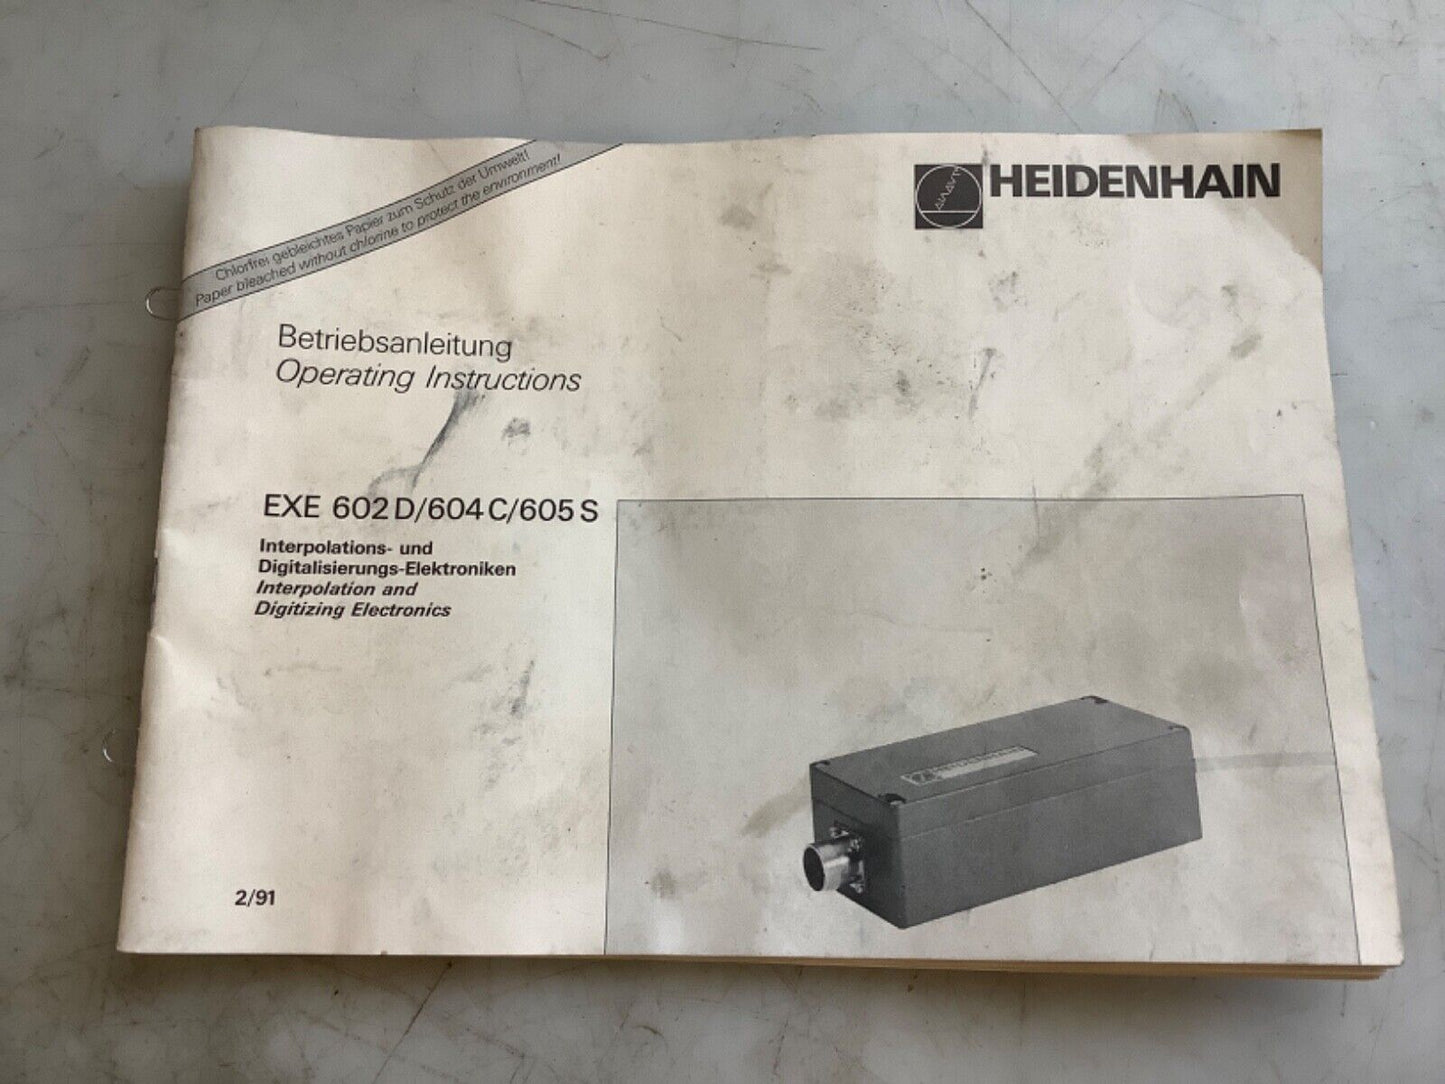 Chlorfrei gebleichtes Papier zum Schutz der Umwelt!
Paper bleached without chlorine to protect the environment!
HEIDENHAIN
Betriebsanleitung
Operating Instructions
EXE 602 D/604 C/605 S
Interpolations- und
Digitalisierungs-Elektroniken
Interpolation and
Digitizing Electronics
HEIDENHAIN
2/91